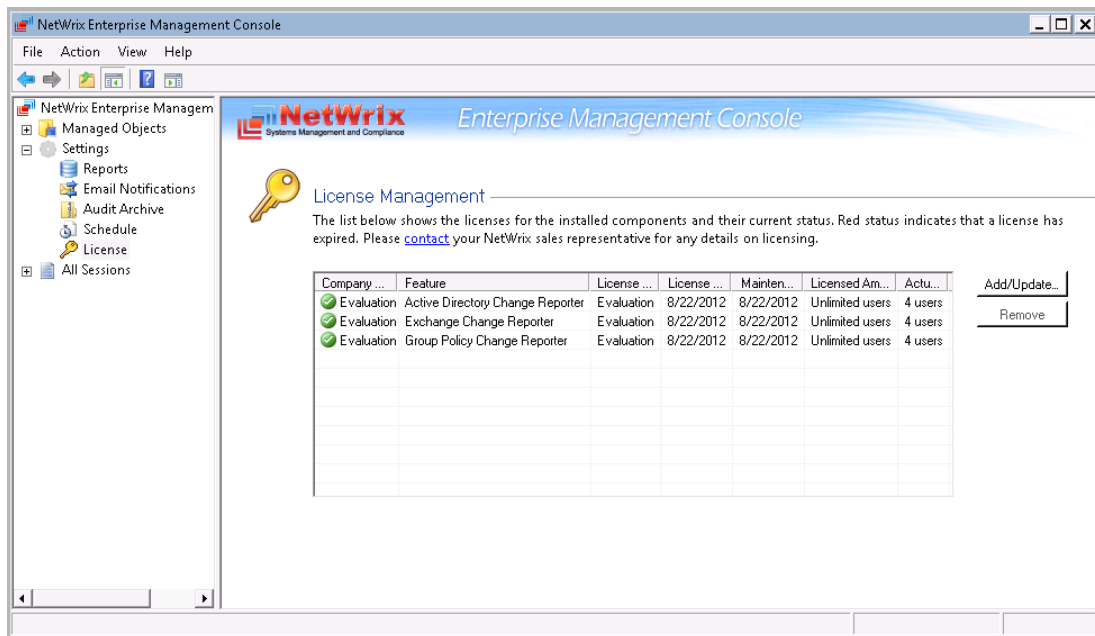 NetWrix Enterprise Management Console
File Action View Help
NetWrix Enterprise Managem
Managed Objects
Settings
Reports
Email Notifications
Audit Archive
Schedule
License
All Sessions
NetWrix
Systems Management and Compliance
Enterprise Management Console
License Management
The list below shows the licenses for the installed components and their current status. Red status indicates that a license has
expired. Please contact your NetWrix sales representative for any details on licensing.
Company ... Feature License ... License ... Mainten... Licensed Am... Actu...
Evaluation Active Directory Change Reporter Evaluation 8/22/2012 8/22/2012 Unlimited users 4 users
Evaluation Exchange Change Reporter Evaluation 8/22/2012 8/22/2012 Unlimited users 4 users
Evaluation Group Policy Change Reporter Evaluation 8/22/2012 8/22/2012 Unlimited users 4 users
Add/Update...
Remove